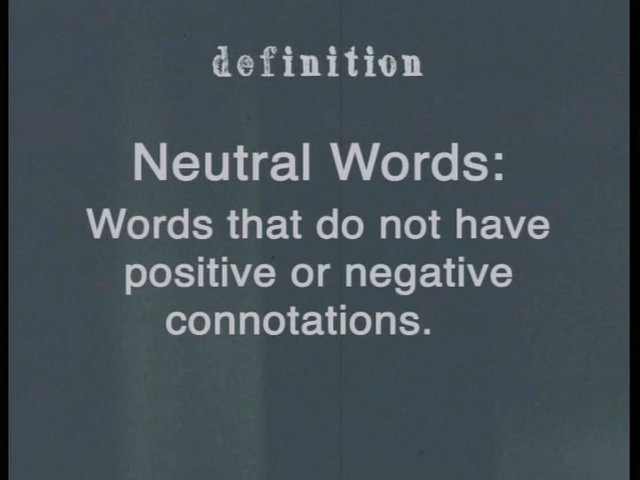 definition
Neutral Words:
Words that do not have
positive or negative
connotations.